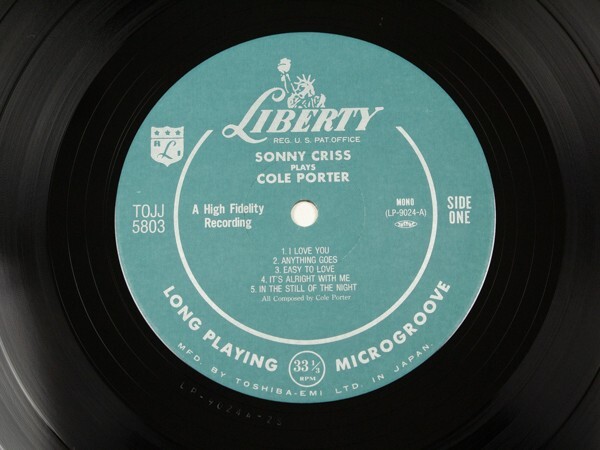 LIBERTY
REG. U. S. PAT. OFFICE
SONNY CRISS
PLAYS
COLE PORTER
TOJJ
5803
A High Fidelity
Recording
MONO
(LP-9024-A)
SIDE
ONE
1. I LOVE YOU
2. ANYTHING GOES
3. EASY TO LOVE
4. IT'S ALRIGHT WITH ME
5. IN THE STILL OF THE NIGHT
All Composed by Cole Porter
LONG PLAYING 33 1/3 RPM MICROGROOVE
MFD. BY TOSHIBA-EMI LTD. IN JAPAN.